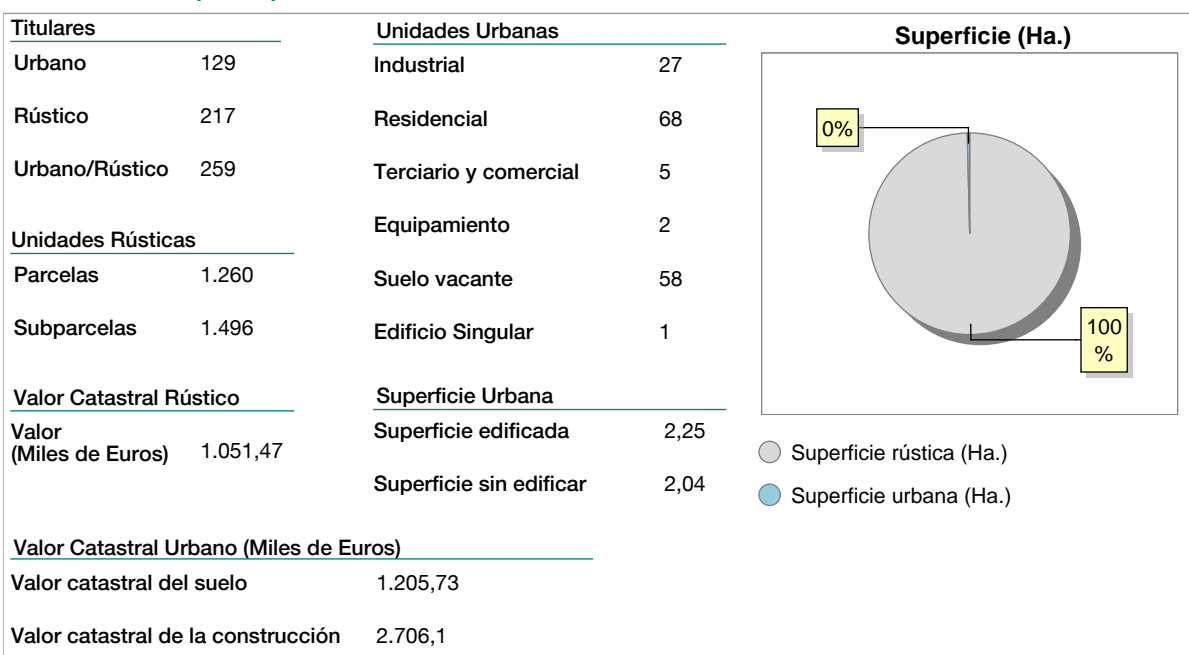 Titulares
Urbano 129
Rústico 217
Urbano/Rústico 259
Unidades Rústicas
Parcelas 1.260
Subparcelas 1.496
Valor Catastral Rústico
Valor
(Miles de Euros) 1.051,47
Unidades Urbanas
Industrial 27
Residencial 68
Terciario y comercial 5
Equipamiento 2
Suelo vacante 58
Edificio Singular 1
Superficie Urbana
Superficie edificada 2,25
Superficie sin edificar 2,04
Valor Catastral Urbano (Miles de Euros)
Valor catastral del suelo 1.205,73
Valor catastral de la construcción 2.706,1
Superficie (Ha.)
0%
100
%
Superficie rústica (Ha.)
Superficie urbana (Ha.)